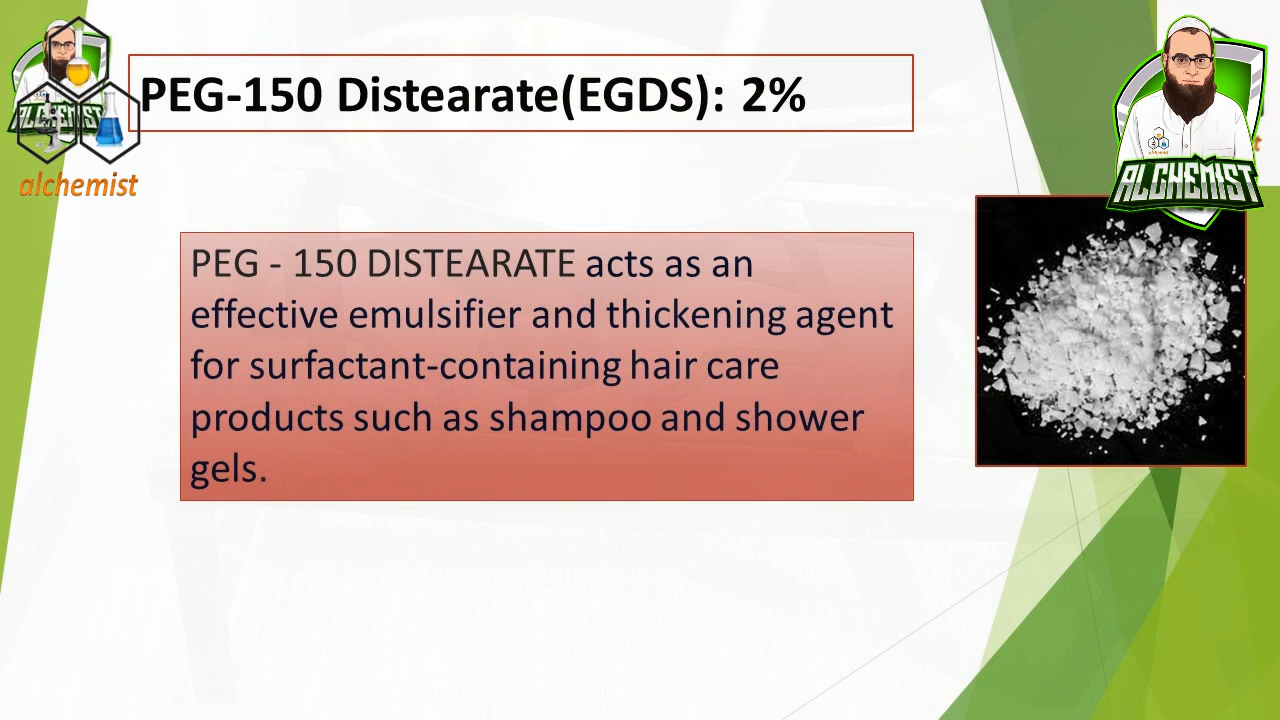 PEG-150 Distearate(EGDS): 2%
ALCHEMIST
alchemist
ALCHEMIST
PEG - 150 DISTEARATE acts as an
effective emulsifier and thickening agent
for surfactant-containing hair care
products such as shampoo and shower
gels.